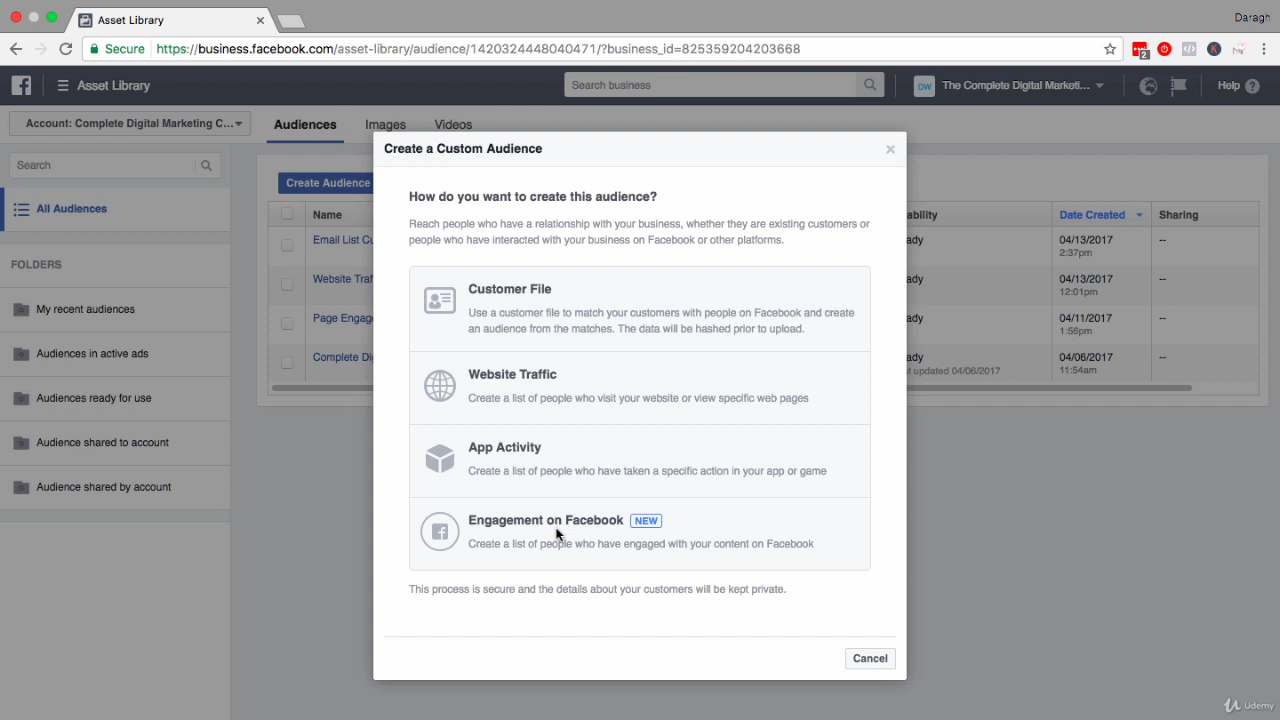 Asset Library
Daragh
Secure https://business.facebook.com/asset-library/audience/1420324448040471/?business_id=825359204203668
2
K
Asset Library
Search business
DW The Complete Digital Marketi...
Help ?
Account: Complete Digital Marketing C...
Audiences
Images
Videos
Search
All Audiences
FOLDERS
My recent audiences
Audiences in active ads
Audiences ready for use
Audience shared to account
Audience shared by account
Create Audience
Name
ability
Date Created
Sharing
Email List Cu
ady
04/13/2017
2:37pm
--
Website Traf
ady
04/13/2017
12:01pm
--
Page Engag
ady
04/11/2017
1:56pm
--
Complete Di
ady
t updated 04/06/2017
04/06/2017
11:54am
--
Create a Custom Audience
How do you want to create this audience?
Reach people who have a relationship with your business, whether they are existing customers or
people who have interacted with your business on Facebook or other platforms.
Customer File
Use a customer file to match your customers with people on Facebook and create
an audience from the matches. The data will be hashed prior to upload.
Website Traffic
Create a list of people who visit your website or view specific web pages
App Activity
Create a list of people who have taken a specific action in your app or game
Engagement on Facebook NEW
Create a list of people who have engaged with your content on Facebook
This process is secure and the details about your customers will be kept private.
Cancel
Udemy